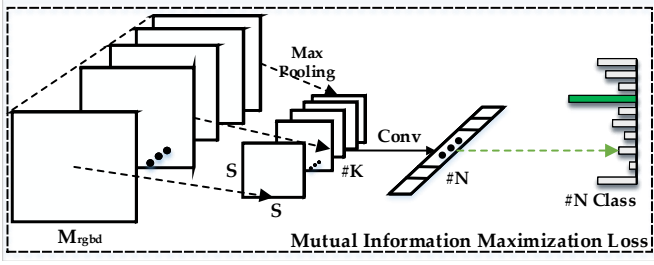 Max
Pooling
Conv
S
#K
#N
S
#N Class
Mrgbd
Mutual Information Maximization Loss